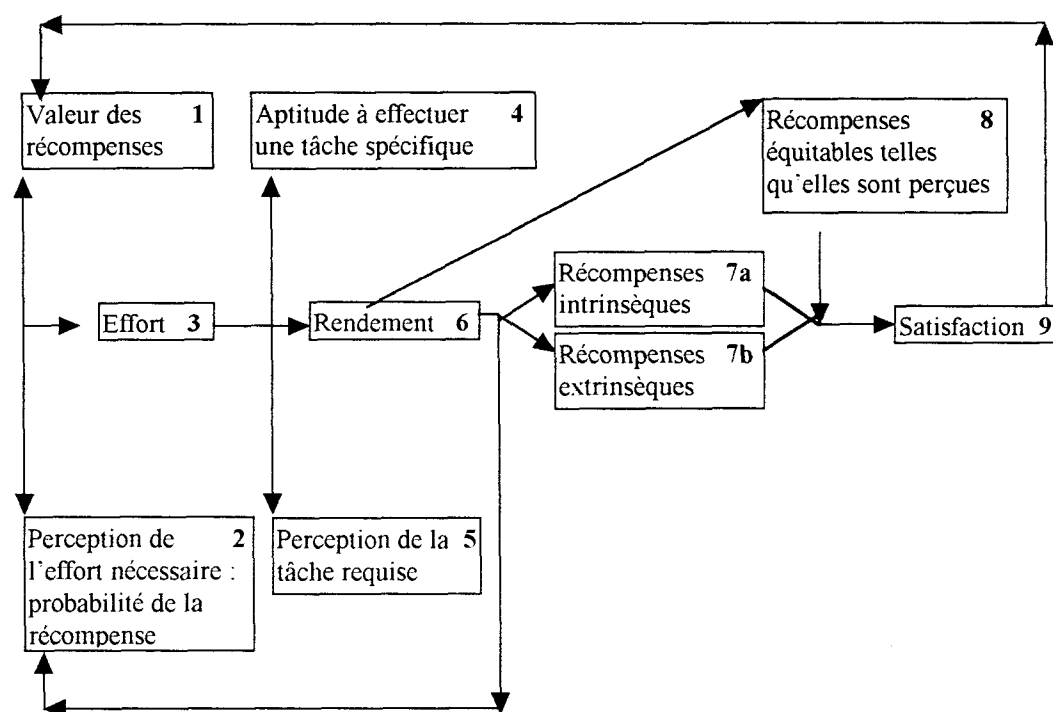 Valeur des 1
récompenses
Aptitude à effectuer 4
une tâche spécifique
Récompenses 8
équitables telles
qu'elles sont perçues
Effort 3
Rendement 6
Récompenses 7a
intrinsèques
Récompenses 7b
extrinsèques
Satisfaction 9
Perception de 2
l'effort nécessaire :
probabilité de la
récompense
Perception de la 5
tâche requise